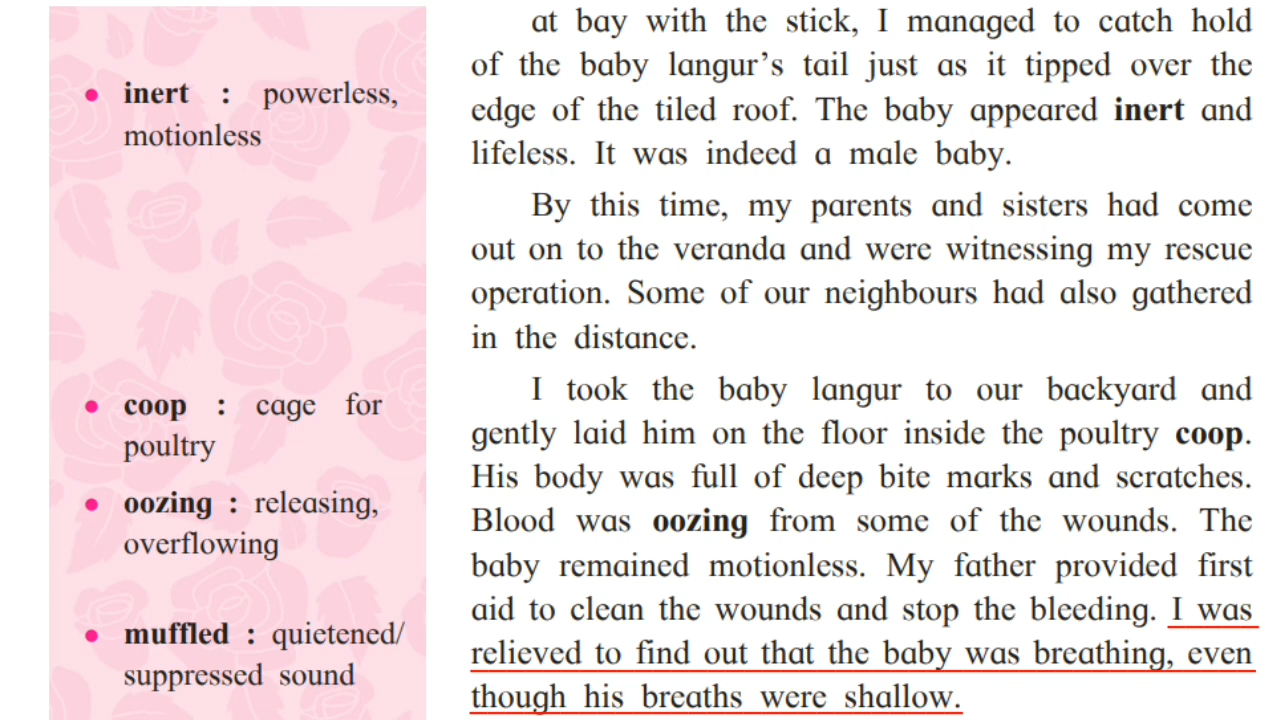 • inert : powerless,
motionless
• coop : cage for
poultry
• oozing : releasing,
overflowing
• muffled : quietened/
suppressed sound
at bay with the stick, I managed to catch hold
of the baby langur’s tail just as it tipped over the
edge of the tiled roof. The baby appeared inert and
lifeless. It was indeed a male baby.
By this time, my parents and sisters had come
out on to the veranda and were witnessing my rescue
operation. Some of our neighbours had also gathered
in the distance.
I took the baby langur to our backyard and
gently laid him on the floor inside the poultry coop.
His body was full of deep bite marks and scratches.
Blood was oozing from some of the wounds. The
baby remained motionless. My father provided first
aid to clean the wounds and stop the bleeding. I was
relieved to find out that the baby was breathing, even
though his breaths were shallow.